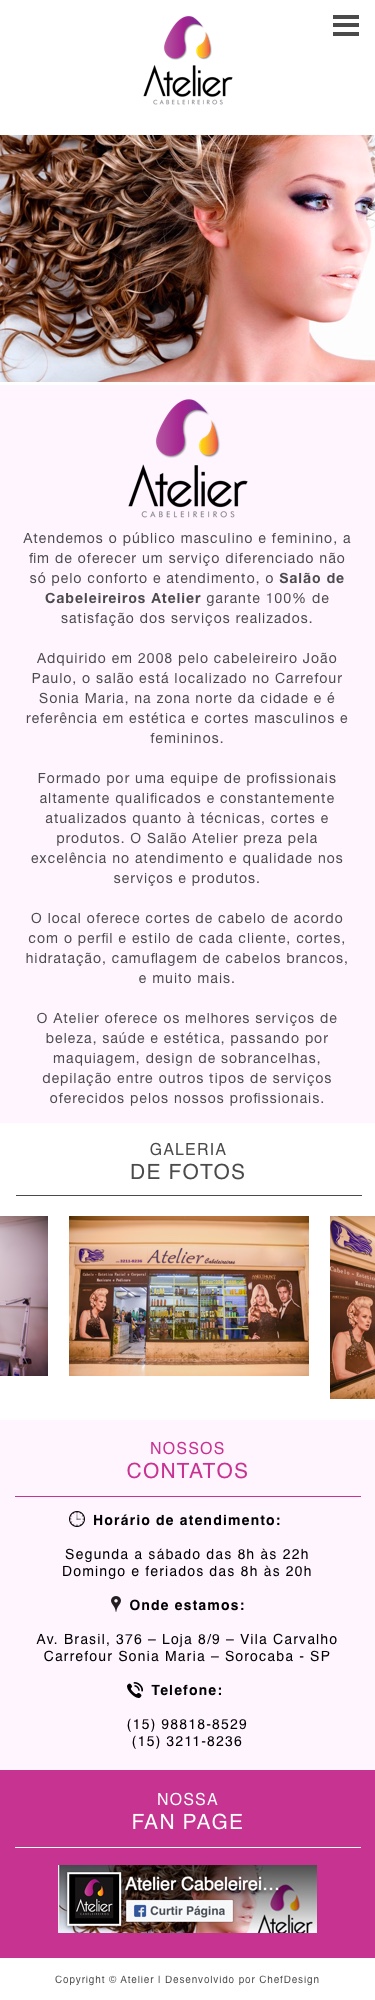 Atelier
CABELEIREIROS
Atelier
CABELEIREIROS
Atendemos o público masculino e feminino, a
fim de oferecer um serviço diferenciado não
só pelo conforto e atendimento, o Salão de
Cabeleireiros Atelier garante 100% de
satisfação dos serviços realizados.
Adquirido em 2008 pelo cabeleireiro João
Paulo, o salão está localizado no Carrefour
Sonia Maria, na zona norte da cidade e é
referência em estética e cortes masculinos e
femininos.
Formado por uma equipe de profissionais
altamente qualificados e constantemente
atualizados quanto à técnicas, cortes e
produtos. O Salão Atelier preza pela
excelência no atendimento e qualidade nos
serviços e produtos.
O local oferece cortes de cabelo de acordo
com o perfil e estilo de cada cliente, cortes,
hidratação, camuflagem de cabelos brancos,
e muito mais.
O Atelier oferece os melhores serviços de
beleza, saúde e estética, passando por
maquiagem, design de sobrancelhas,
depilação entre outros tipos de serviços
oferecidos pelos nossos profissionais.
GALERIA
DE FOTOS
Atelier Cabeleireiros
NOSSOS
CONTATOS
Horário de atendimento:
Segunda a sábado das 8h às 22h
Domingo e feriados das 8h às 20h
Onde estamos:
Av. Brasil, 376 – Loja 8/9 – Vila Carvalho
Carrefour Sonia Maria – Sorocaba - SP
Telefone:
(15) 98818-8529
(15) 3211-8236
NOSSA
FAN PAGE
Atelier Cabeleirei...
Curtir Página
Atelier
Atelier
Copyright © Atelier | Desenvolvido por ChefDesign